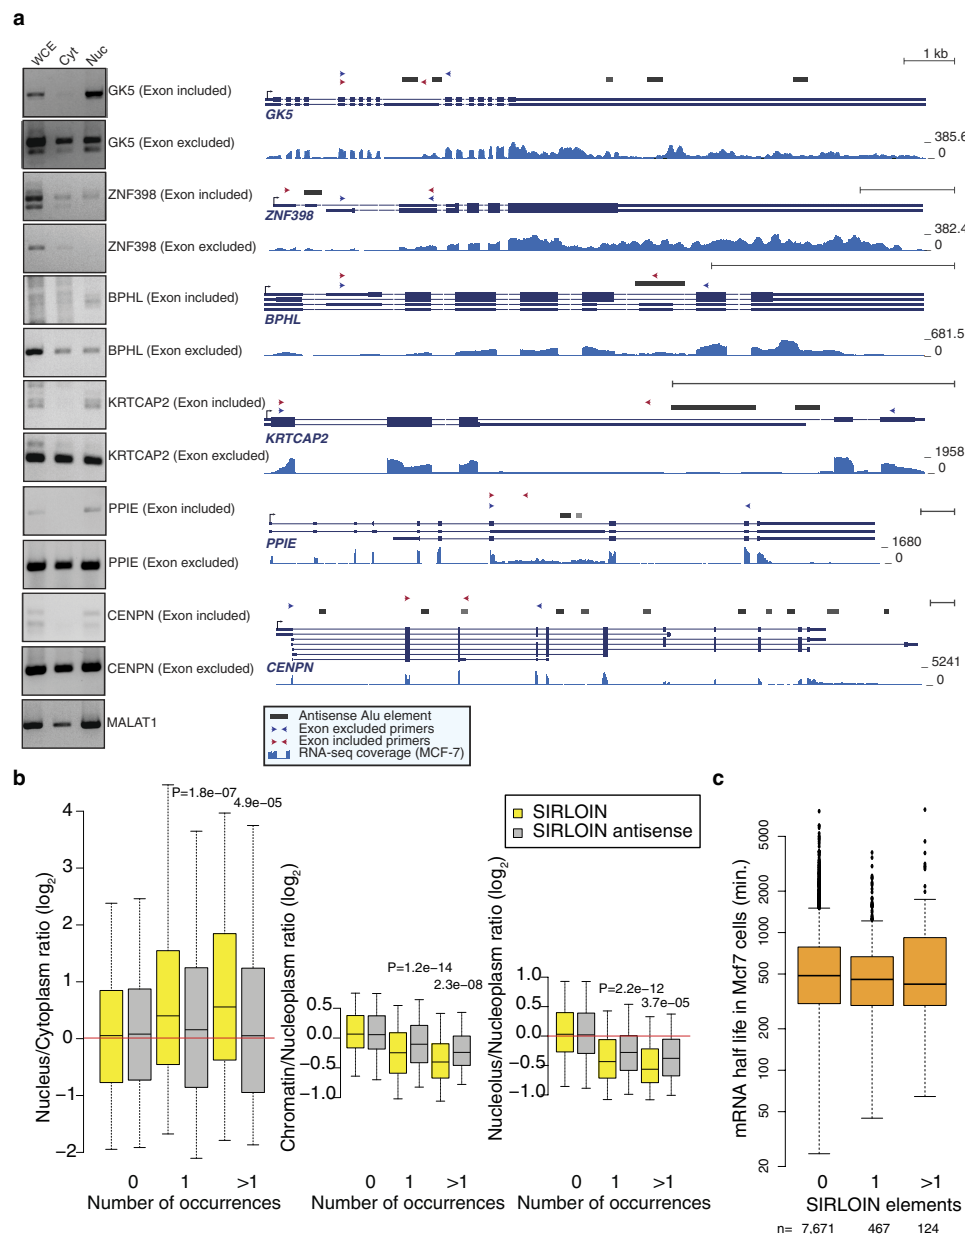 a
WCE
Cyt
Nuc
GK5 (Exon included)
GK5 (Exon excluded)
ZNF398 (Exon included)
ZNF398 (Exon excluded)
BPHL (Exon included)
BPHL (Exon excluded)
KRTCAP2 (Exon included)
KRTCAP2 (Exon excluded)
PPIE (Exon included)
PPIE (Exon excluded)
CENPN (Exon included)
CENPN (Exon excluded)
MALAT1
1 kb
GK5
385.6
0
ZNF398
382.4
0
BPHL
681.5
0
KRTCAP2
1958
0
PPIE
1680
0
CENPN
5241
0
Antisense Alu element
Exon excluded primers
Exon included primers
RNA-seq coverage (MCF-7)
b
Nucleus/Cytoplasm ratio (log2)
4
3
2
1
0
−1
−2
P=1.8e−07
4.9e−05
0 1 >1
Number of occurrences
Chromatin/Nucleoplasm ratio (log2)
0.5
0.0
−0.5
−1.0
P=1.2e−14
2.3e−08
0 1 >1
Number of occurrences
SIRLOIN
SIRLOIN antisense
Nucleolus/Nucleoplasm ratio (log2)
1.0
0.5
0.0
−0.5
−1.0
P=2.2e−12
3.7e−05
0 1 >1
Number of occurrences
c
mRNA half life in Mcf7 cells (min.)
5000
2000
1000
500
200
100
50
20
0 1 >1
SIRLOIN elements
n= 7,671 467 124